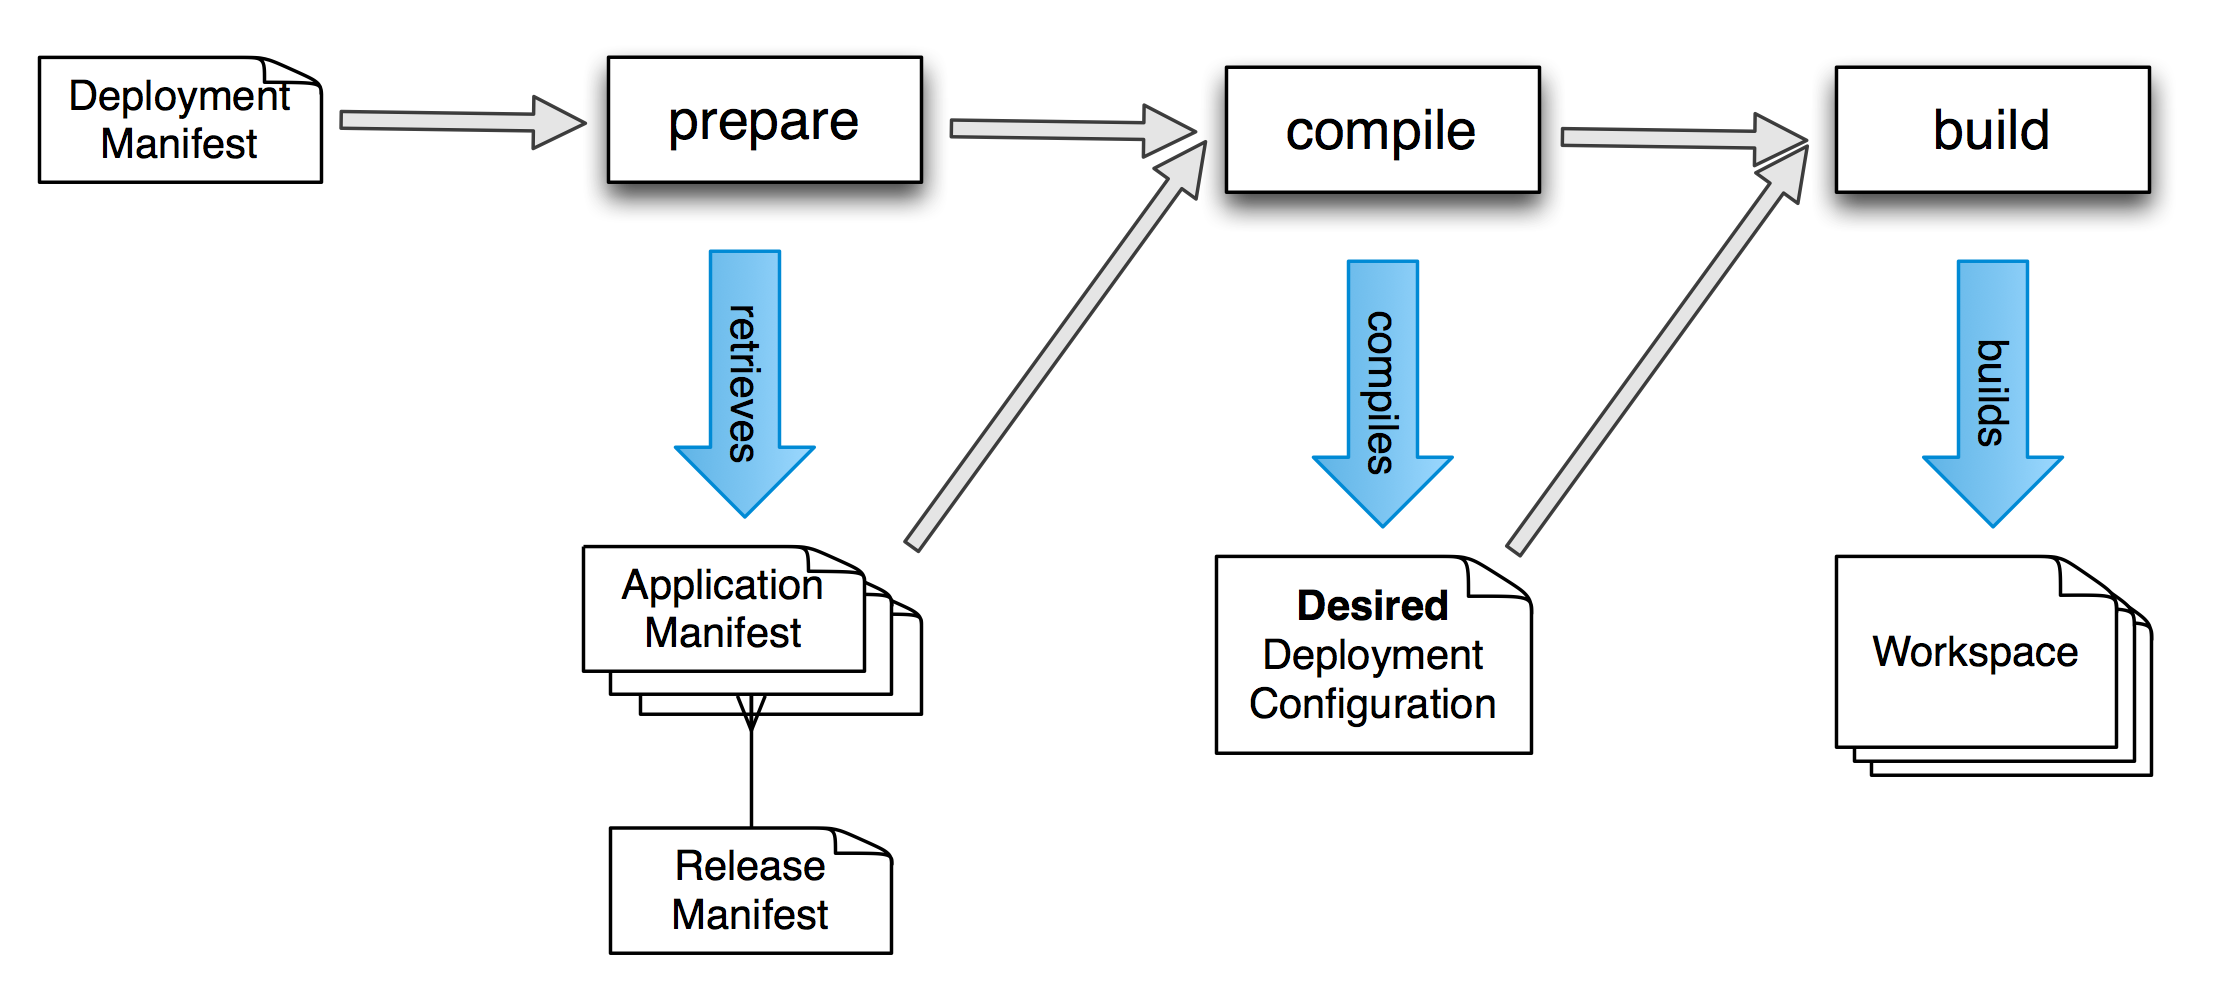 Deployment
Manifest
prepare
compile
build
retrieves
compiles
builds
Application
Manifest
Desired
Deployment
Configuration
Workspace
Release
Manifest